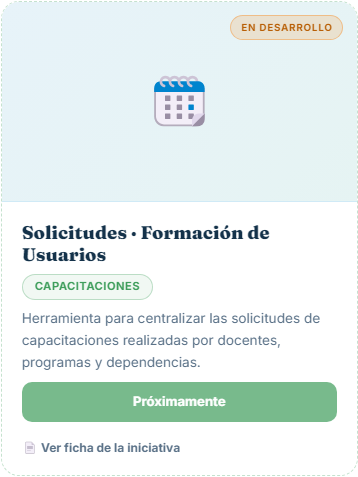 EN DESARROLLO
Solicitudes · Formación de
Usuarios
CAPACITACIONES
Herramienta para centralizar las solicitudes de
capacitaciones realizadas por docentes,
programas y dependencias.
Próximamente
Ver ficha de la iniciativa